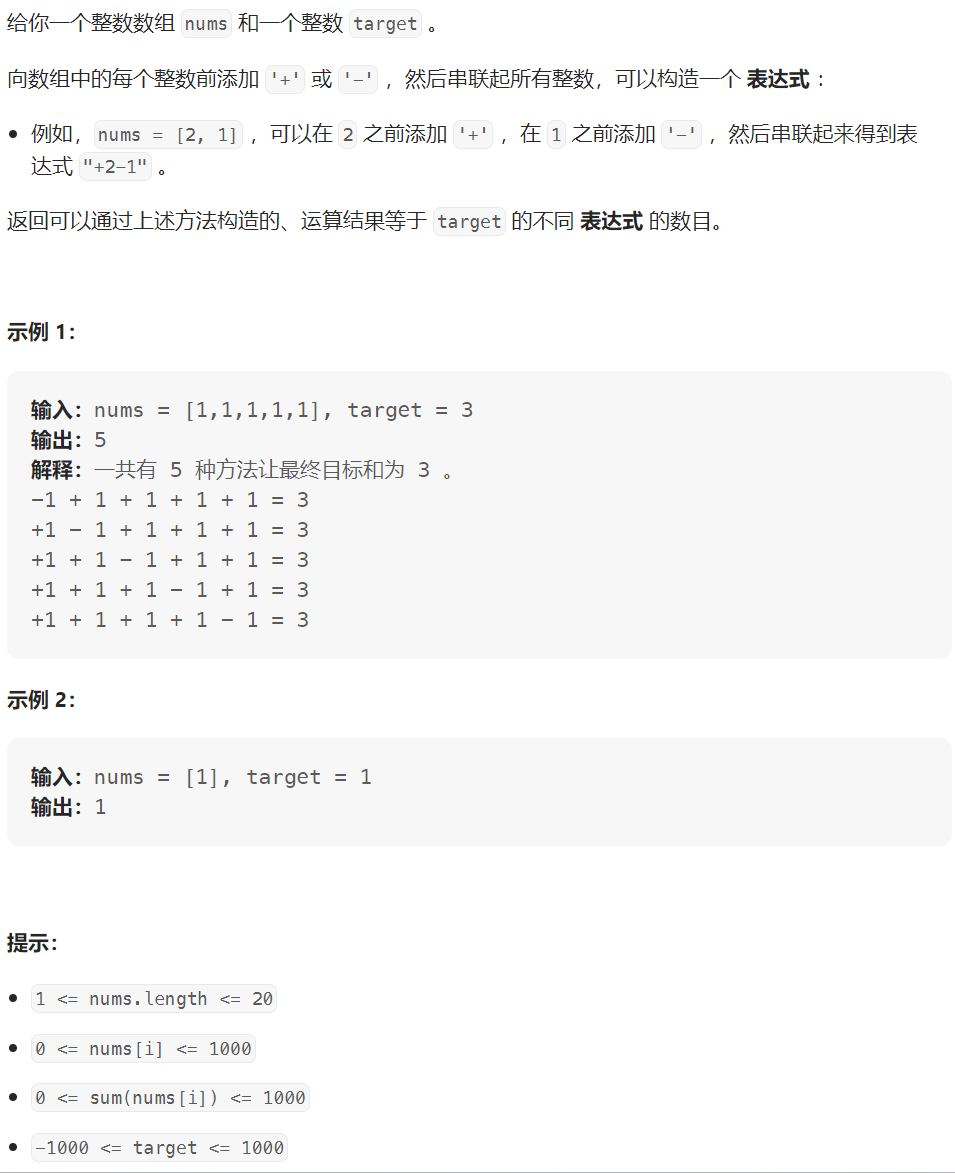 给你一个整数数组 nums 和一个整数 target 。
向数组中的每个整数前添加 '+' 或 '-' ，然后串联起所有整数，可以构造一个 表达式 ：
• 例如，nums = [2, 1] ，可以在 2 之前添加 '+' ，在 1 之前添加 '-' ，然后串联起来得到表
达式 "+2-1" 。
返回可以通过上述方法构造的、运算结果等于 target 的不同 表达式 的数目。
示例 1：
输入：nums = [1,1,1,1,1], target = 3
输出：5
解释：一共有 5 种方法让最终目标和为 3 。
-1 + 1 + 1 + 1 + 1 = 3
+1 - 1 + 1 + 1 + 1 = 3
+1 + 1 - 1 + 1 + 1 = 3
+1 + 1 + 1 - 1 + 1 = 3
+1 + 1 + 1 + 1 - 1 = 3
示例 2：
输入：nums = [1], target = 1
输出：1
提示：
• 1 <= nums.length <= 20
• 0 <= nums[i] <= 1000
• 0 <= sum(nums[i]) <= 1000
• -1000 <= target <= 1000